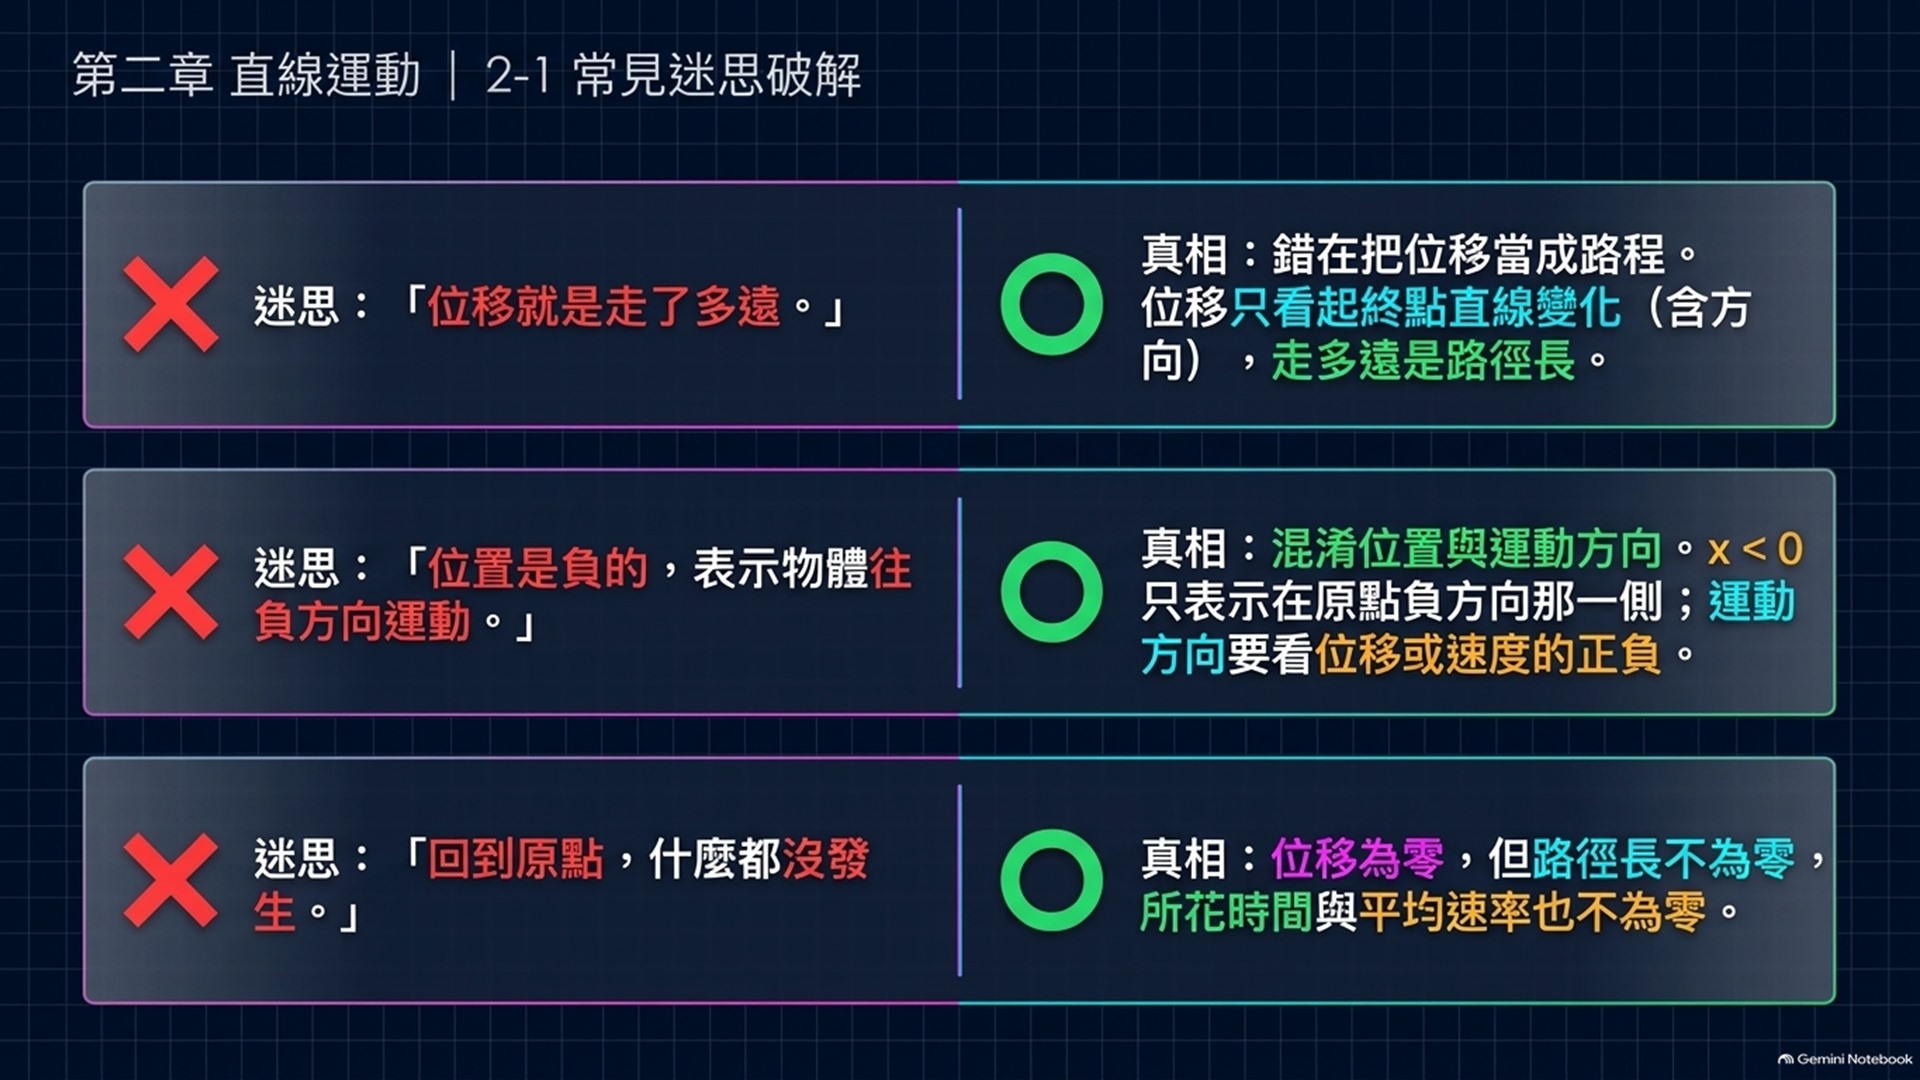 第二章 直線運動｜2-1 常見迷思破解
迷思：「位移就是走了多遠。」
真相：錯在把位移當成路程。
位移只看起終點直線變化（含方
向），走多遠是路徑長。
迷思：「位置是負的，表示物體往
負方向運動。」
真相：混淆位置與運動方向。x < 0
只表示在原點負方向那一側；運動
方向要看位移或速度的正負。
迷思：「回到原點，什麼都沒發
生。」
真相：位移為零，但路徑長不為零，
所花時間與平均速率也不為零。
Gemini Notebook